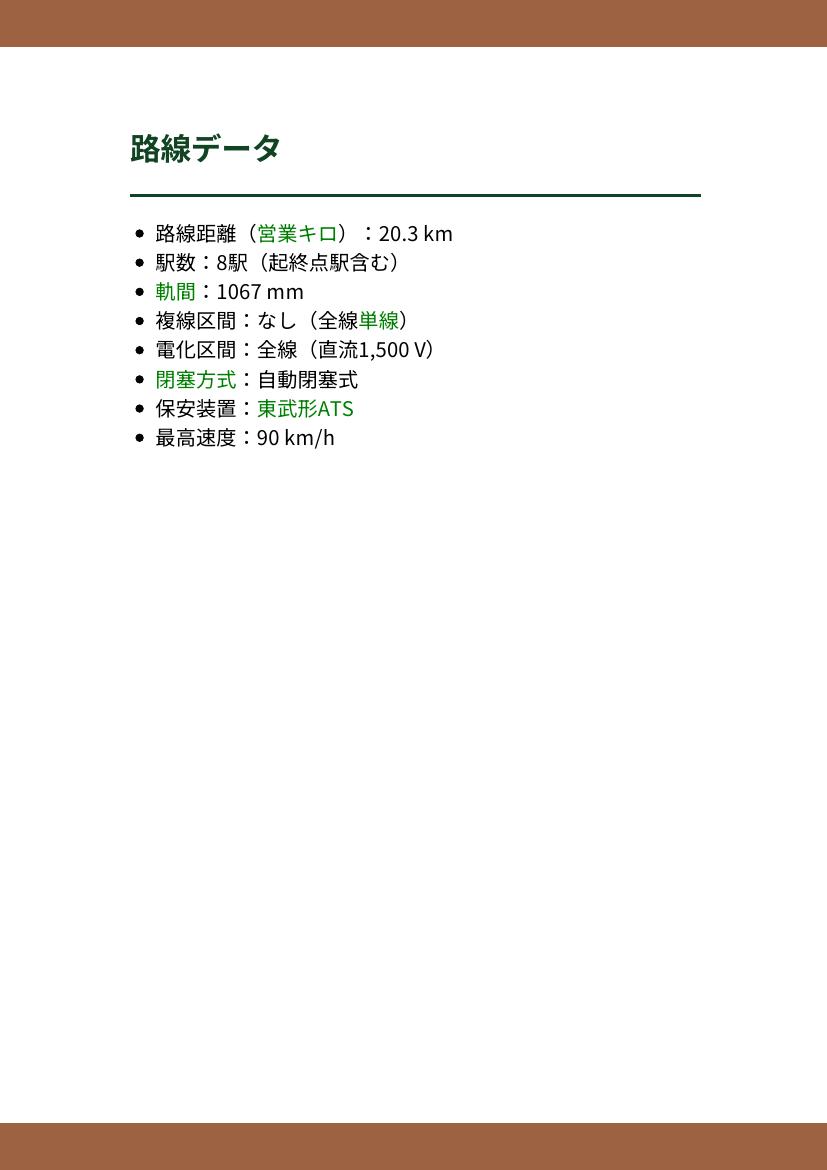 路線データ
路線距離（営業キロ）：20.3 km
駅数：8駅（起終点駅含む）
軌間：1067 mm
複線区間：なし（全線単線）
電化区間：全線（直流1,500 V）
閉塞方式：自動閉塞式
保安装置：東武形ATS
最高速度：90 km/h